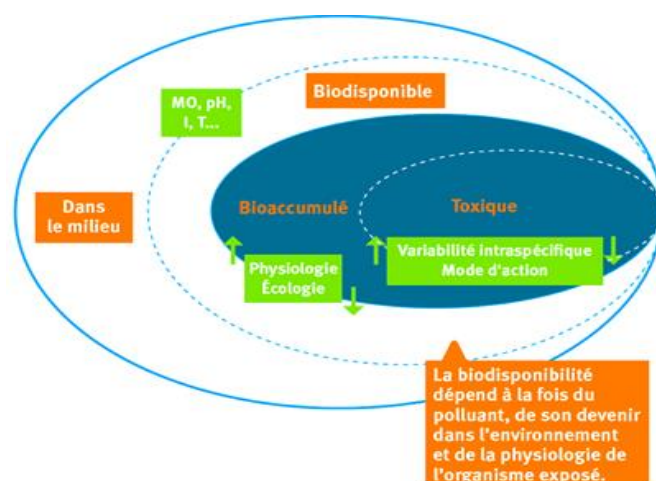 MO, pH,
I, T...
Biodisponible
Dans
le milieu
Bioaccumulé
Toxique
Physiologie
Écologie
Variabilité intraspécifique
Mode d'action
La biodisponibilité
dépend à la fois du
polluant, de son devenir
dans l'environnement
et de la physiologie de
l'organisme exposé.